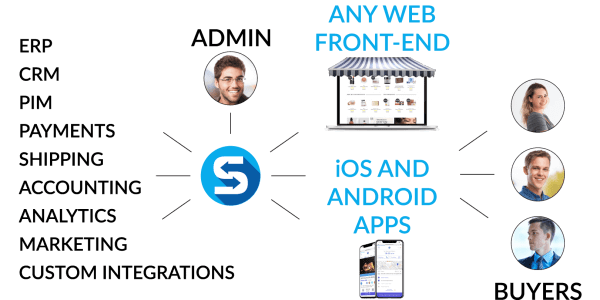 ERP
CRM
PIM
PAYMENTS
SHIPPING
ACCOUNTING
ANALYTICS
MARKETING
CUSTOM INTEGRATIONS
ADMIN
S
ANY WEB
FRONT-END
iOS AND
ANDROID
APPS
BUYERS